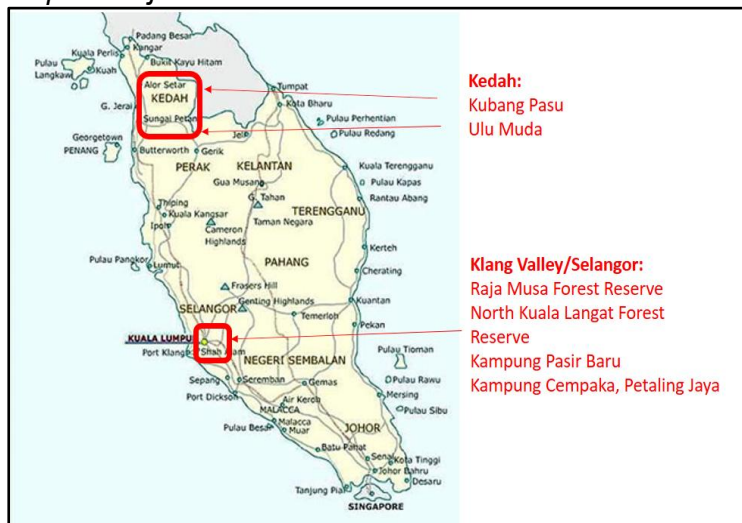 Padang Besar
Kuala Perlis
Kangar
Pulau
Langkawi
Kuah
Bukit Kayu Hitam
Alor Setar
KEDAH
G. Jerai
Sungai Petani
Georgetown
PENANG
Butterworth
Gerik
Jeli
Tumpat
Kota Bharu
Pulau Perhentian
Pulau Redang
PERAK
KELANTAN
Gua Musang
Kuala Terengganu
Pulau Kapas
Rantau Abang
G. Tahan
TERENGGANU
Taman Negara
Kuala Kangsar
Ipoh
Cameron
Highlands
Kerteh
Pulau Pangkor
Lumut
PAHANG
Cherating
Frasers Hill
SELANGOR
Genting Highlands
Kuantan
Temerloh
Pekan
KUALA LUMPUR
Port Klang
Shah Alam
NEGERI SEMBALAN
Pulau Tioman
Sepang
Seremban
Gemas
Pulau Rawu
Port Dickson
Air Keroh
Mersing
MALACCA
Malacca
Pulau Sibu
Pulau Besar
Muar
JOHOR
Batu Pahat
Senai
Kota Tinggi
Johor Bahru
Desaru
Tanjung Piai
SINGAPORE
Kedah:
Kubang Pasu
Ulu Muda
Klang Valley/Selangor:
Raja Musa Forest Reserve
North Kuala Langat Forest
Reserve
Kampung Pasir Baru
Kampung Cempaka, Petaling Jaya